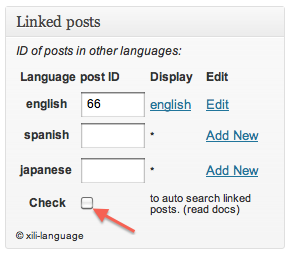 Linked posts
ID of posts in other languages:
Language post ID Display Edit
english 66 english Edit
spanish * Add New
japanese * Add New
Check to auto search linked
posts. (read docs)
© xili-language